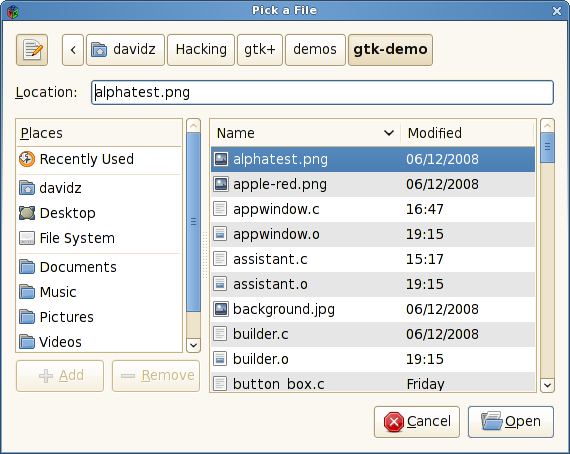 Pick a File
davidz Hacking gtk+ demos gtk-demo
Location: alphatest.png
Places
Recently Used
davidz
Desktop
File System
Documents
Music
Pictures
Videos
Add Remove
Name Modified
alphatest.png 06/12/2008
apple-red.png 06/12/2008
appwindow.c 16:47
appwindow.o 19:15
assistant.c 15:17
assistant.o 19:15
background.jpg 06/12/2008
builder.c 06/12/2008
builder.o 19:15
button_box.c Friday
Cancel Open